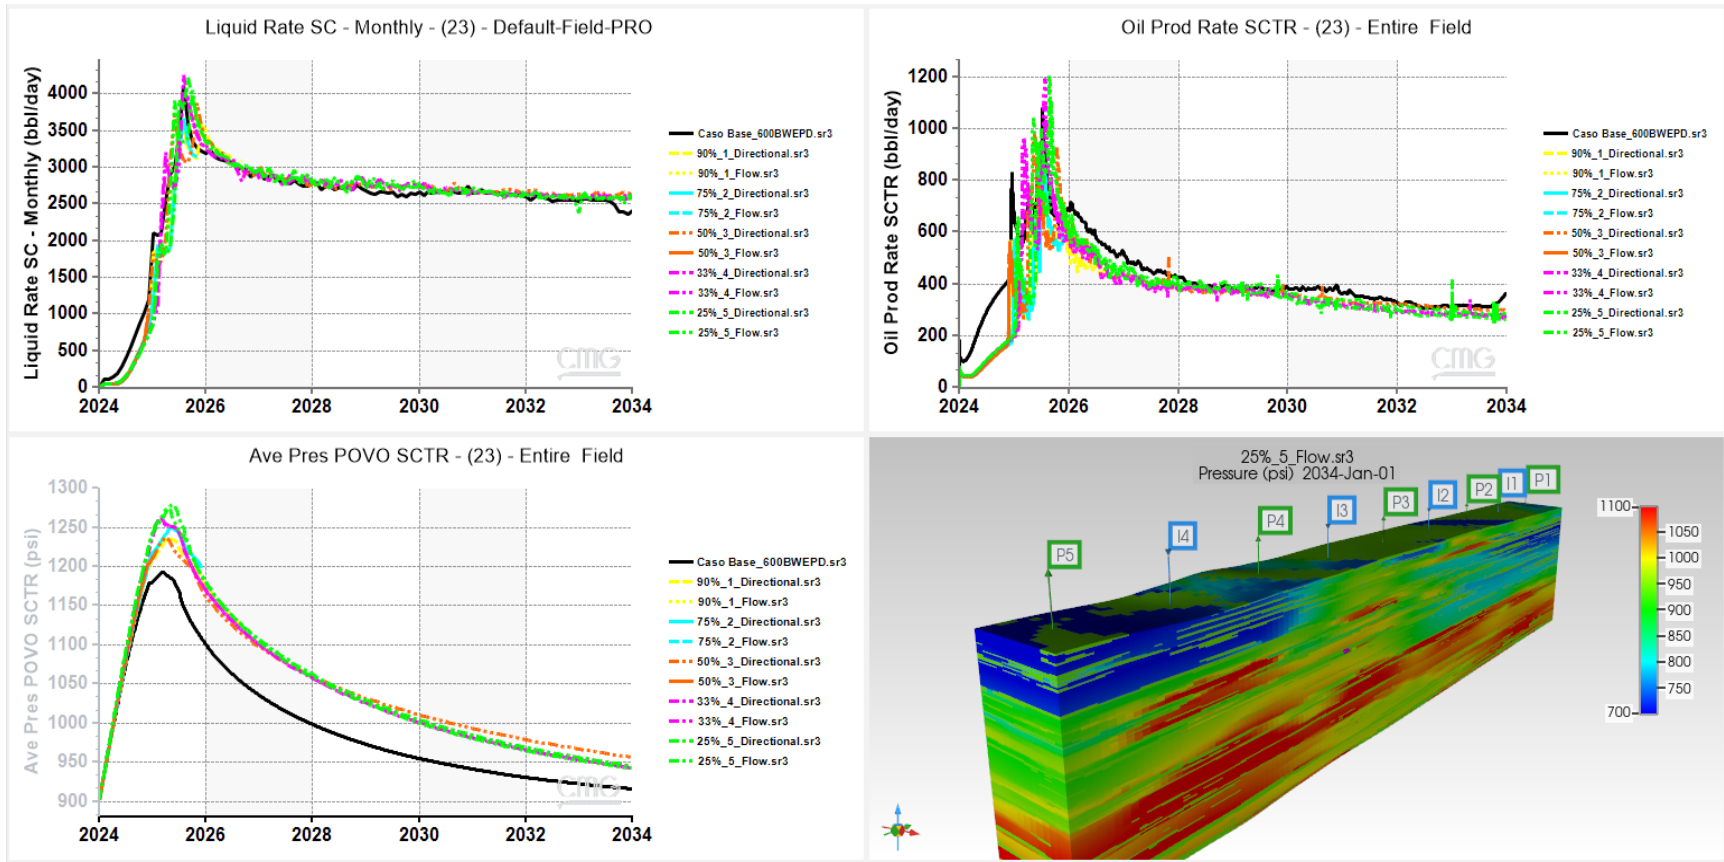 Liquid Rate SC - Monthly - (23) - Default-Field-PRO
Liquid Rate SC - Monthly (bbl/day)
4000
3500
3000
2500
2000
1500
1000
500
0
2024 2026 2028 2030 2032 2034
Caso Base_600BWEPD.sr3
90%_1_Directional.sr3
90%_1_Flow.sr3
75%_2_Directional.sr3
75%_2_Flow.sr3
50%_3_Directional.sr3
50%_3_Flow.sr3
33%_4_Directional.sr3
33%_4_Flow.sr3
25%_5_Directional.sr3
25%_5_Flow.sr3
CMG
Oil Prod Rate SCTR - (23) - Entire Field
Oil Prod Rate SCTR (bbl/day)
1200
1000
800
600
400
200
0
2024 2026 2028 2030 2032 2034
Caso Base_600BWEPD.sr3
90%_1_Directional.sr3
90%_1_Flow.sr3
75%_2_Directional.sr3
75%_2_Flow.sr3
50%_3_Directional.sr3
50%_3_Flow.sr3
33%_4_Directional.sr3
33%_4_Flow.sr3
25%_5_Directional.sr3
25%_5_Flow.sr3
CMG
Ave Pres POVO SCTR - (23) - Entire Field
Ave Pres POVO SCTR (psi)
1300
1250
1200
1150
1100
1050
1000
950
900
2024 2026 2028 2030 2032 2034
Caso Base_600BWEPD.sr3
90%_1_Directional.sr3
90%_1_Flow.sr3
75%_2_Directional.sr3
75%_2_Flow.sr3
50%_3_Directional.sr3
50%_3_Flow.sr3
33%_4_Directional.sr3
33%_4_Flow.sr3
25%_5_Directional.sr3
25%_5_Flow.sr3
CMG
25%_5_Flow.sr3
Pressure (psi) 2034-Jan-01
P5 I4 P4 I3 P3 I2 P2 I1 P1
1100
1050
1000
950
900
850
800
750
700